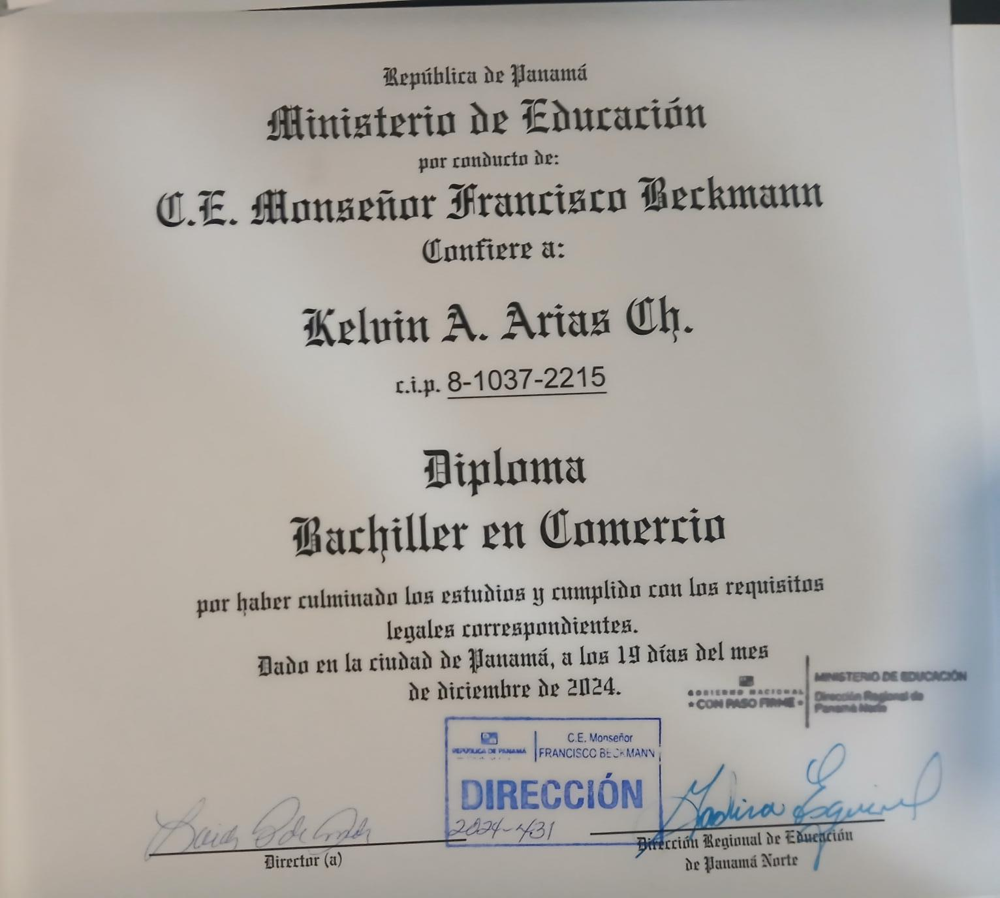 República de Panamá
Ministerio de Educación
por conducto de:
C.E. Monseñor Francisco Beckmann
Confiere a:
Kelvin A. Arias Ch.
c.i.p. 8-1037-2215
Diploma
Bachiller en Comercio
por haber culminado los estudios y cumplido con los requisitos
legales correspondientes.
Dado en la ciudad de Panamá, a los 19 días del mes
de diciembre de 2024.
GOBIERNO NACIONAL
★ CON PASO FIRME ★
MINISTERIO DE EDUCACIÓN
Dirección Regional de
Panamá Norte
REPÚBLICA DE PANAMÁ
C.E. Monseñor
FRANCISCO BECKMANN
DIRECCIÓN
2024-431
Director (a)
Dirección Regional de Educación
de Panamá Norte